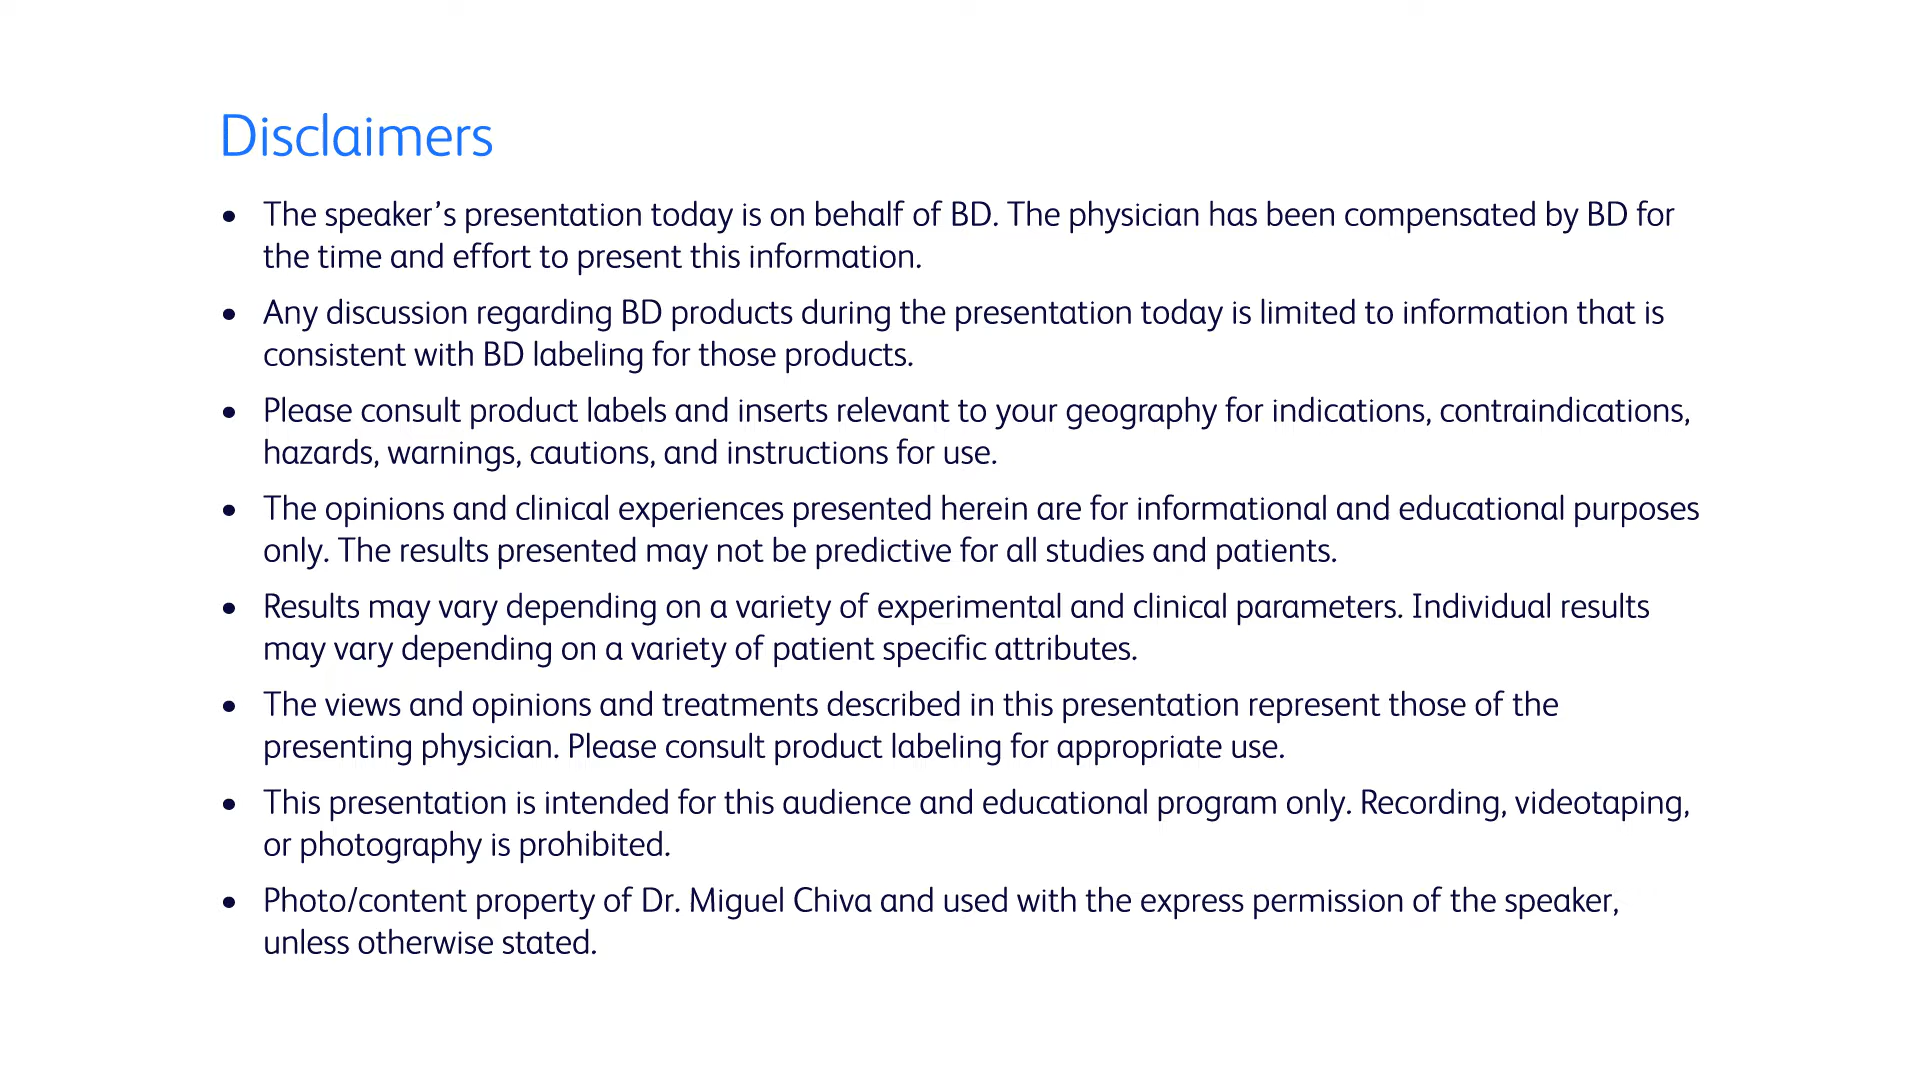 Disclaimers
• The speaker’s presentation today is on behalf of BD. The physician has been compensated by BD for
the time and effort to present this information.
• Any discussion regarding BD products during the presentation today is limited to information that is
consistent with BD labeling for those products.
• Please consult product labels and inserts relevant to your geography for indications, contraindications,
hazards, warnings, cautions, and instructions for use.
• The opinions and clinical experiences presented herein are for informational and educational purposes
only. The results presented may not be predictive for all studies and patients.
• Results may vary depending on a variety of experimental and clinical parameters. Individual results
may vary depending on a variety of patient specific attributes.
• The views and opinions and treatments described in this presentation represent those of the
presenting physician. Please consult product labeling for appropriate use.
• This presentation is intended for this audience and educational program only. Recording, videotaping,
or photography is prohibited.
• Photo/content property of Dr. Miguel Chiva and used with the express permission of the speaker,
unless otherwise stated.